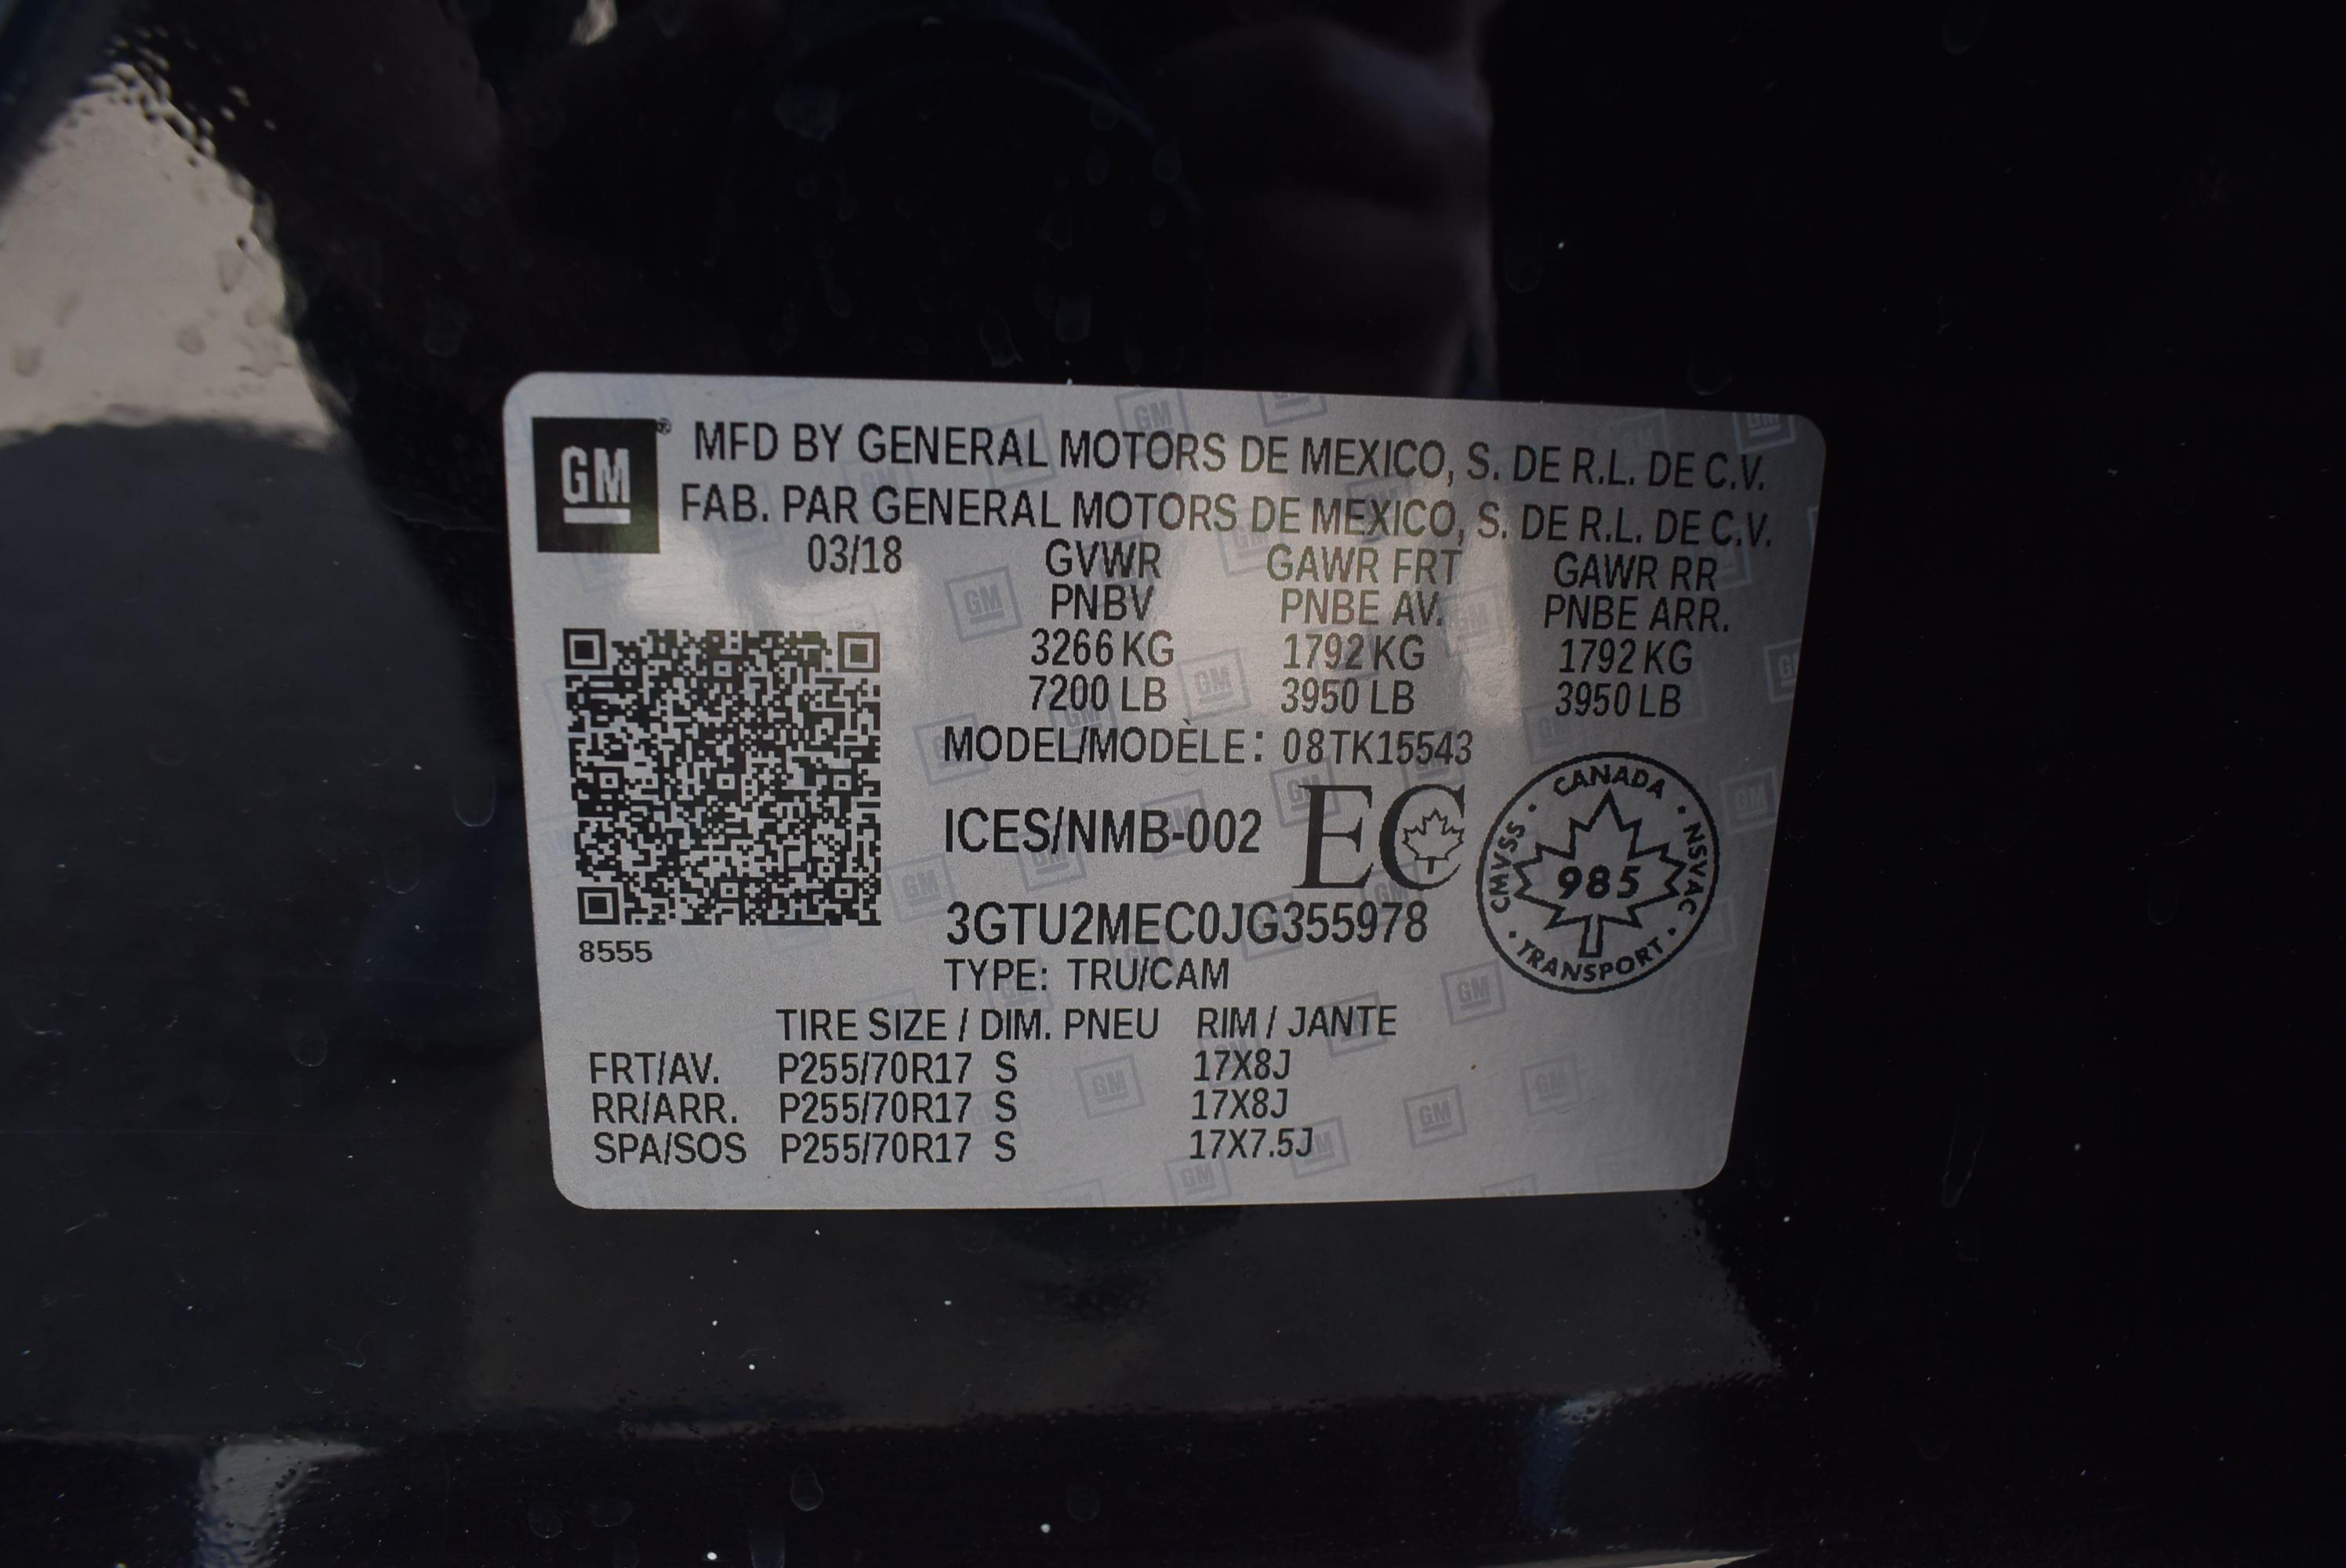 GM® MFD BY GENERAL MOTORS DE MEXICO, S. DE R.L. DE C.V.
FAB. PAR GENERAL MOTORS DE MEXICO, S. DE R.L. DE C.V.
03/18 GVWR GAWR FRT GAWR RR
PNBV PNBE AV. PNBE ARR.
3266 KG 1792 KG 1792 KG
7200 LB 3950 LB 3950 LB
MODEL/MODÈLE: 08TK15543
ICES/NMB-002 EC
CANADA · NSVAC · TRANSPORT · CMVSS ·
985
3GTU2MEC0JG355978
8555
TYPE: TRU/CAM
TIRE SIZE / DIM. PNEU RIM / JANTE
FRT/AV. P255/70R17 S 17X8J
RR/ARR. P255/70R17 S 17X8J
SPA/SOS P255/70R17 S 17X7.5J